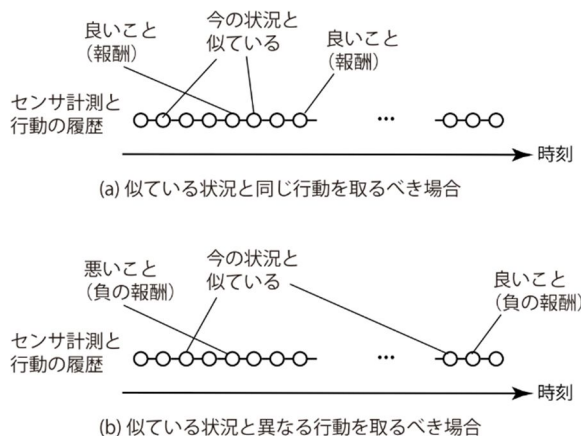 良いこと
(報酬)
今の状況と
似ている
良いこと
(報酬)
センサ計測と
行動の履歴
…
時刻
(a) 似ている状況と同じ行動を取るべき場合
悪いこと
(負の報酬)
今の状況と
似ている
良いこと
(負の報酬)
センサ計測と
行動の履歴
…
時刻
(b) 似ている状況と異なる行動を取るべき場合